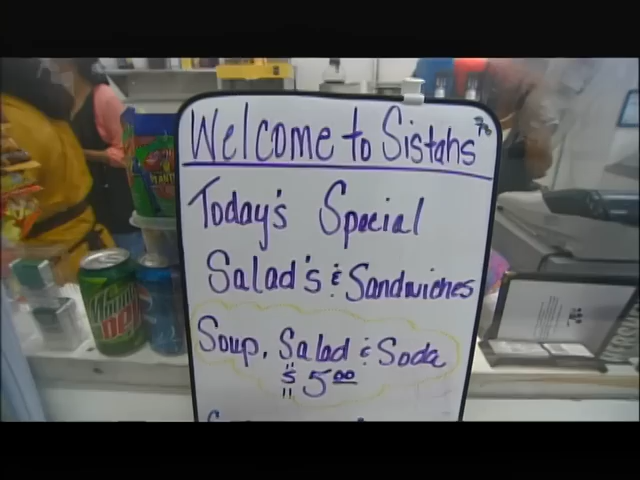 Welcome to Sistahs
Today's Special
Salad's & Sandwiches
Soup, Salad & Soda
$5.00